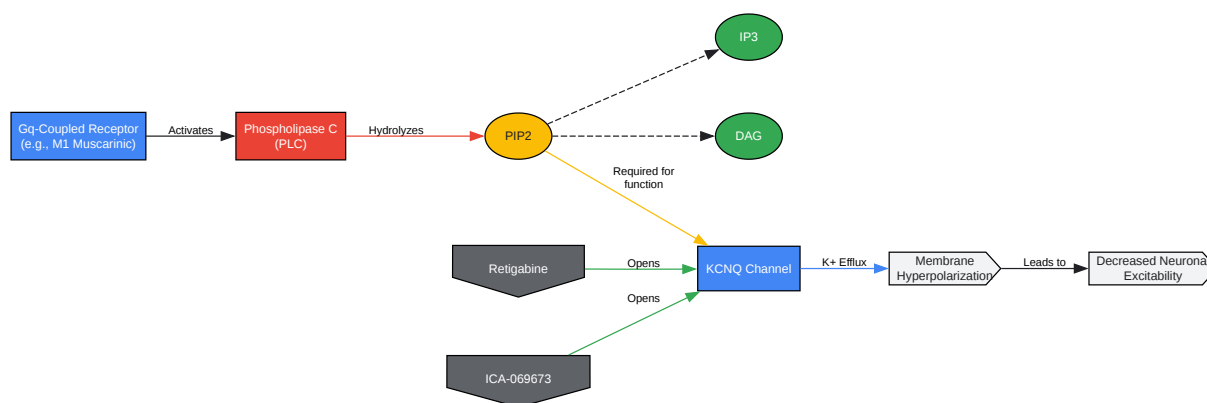 IP3
Gq-Coupled Receptor
(e.g., M1 Muscarinic)
Activates
Phospholipase C
(PLC)
Hydrolyzes
PIP2
DAG
Required for
function
Retigabine
Opens
KCNQ Channel
K+ Efflux
Membrane
Hyperpolarization
Leads to
Decreased Neurona
Excitability
Opens
ICA-069673